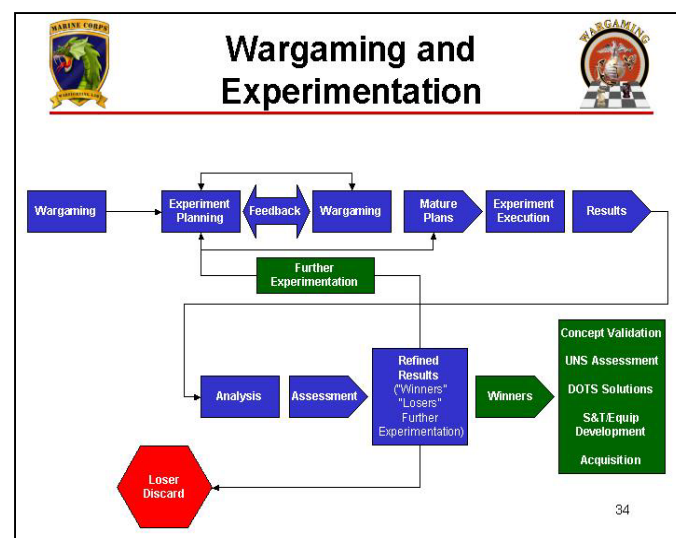 MARINE CORPS
WARFIGHTING LAB
Wargaming and
Experimentation
WARGAMING
Wargaming
Experiment
Planning
Feedback
Wargaming
Mature
Plans
Experiment
Execution
Results
Further
Experimentation
Analysis
Assessment
Refined
Results
("Winners"
"Losers"
Further
Experimentation)
Winners
Concept Validation
UNS Assessment
DOTS Solutions
S&T/Equip
Development
Acquisition
Loser
Discard
34